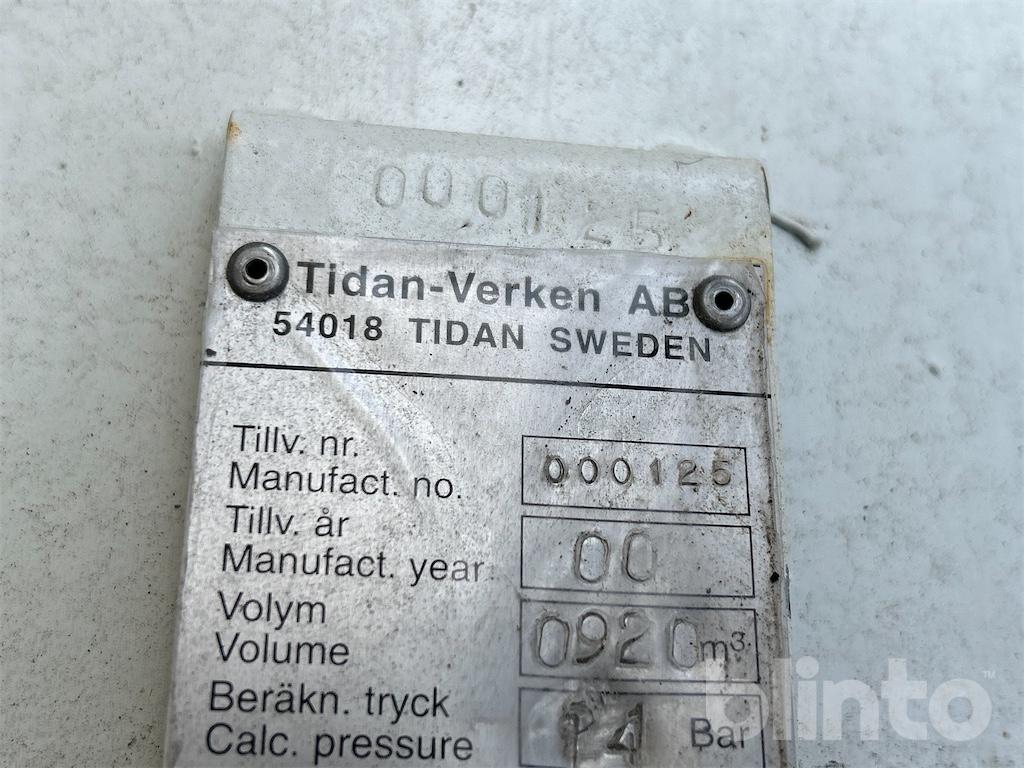 000125
Tidan-Verken AB
54018 TIDAN SWEDEN
Tillv. nr.
Manufact. no.
000125
Tillv. år
Manufact. year
00
Volym
Volume
0920 m³
Beräkn. tryck
Calc. pressure
Bar
blinto™